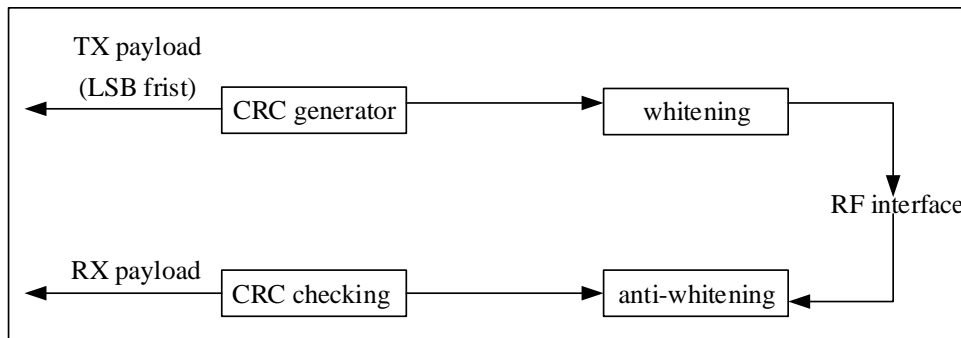 TX payload
(LSB frist)
CRC generator
whitening
RF interface
RX payload
CRC checking
anti-whitening